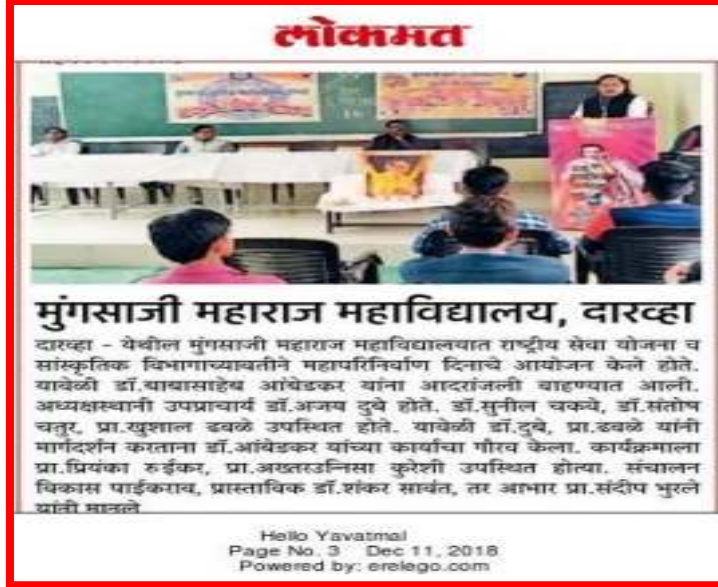 लोकमत
मुंगसाजी महाराज महाविद्यालय, दारव्हा
दारव्हा - येथील मुंगसाजी महाराज महाविद्यालयात राष्ट्रीय सेवा योजना व
सांस्कृतिक विभागाच्यावतीने महापरिनिर्वाण दिनाचे आयोजन केले होते.
यावेळी डॉ.बाबासाहेब आंबेडकर यांना आदरांजली वाहण्यात आली.
अध्यक्षस्थानी उपप्राचार्य डॉ.अजय दुबे होते. डॉ.सुनील चकवे, डॉ.संतोष
चतुर, प्रा.खुशाल ढवळे उपस्थित होते. यावेळी डॉ.दुबे, प्रा.ढवळे यांनी
मार्गदर्शन करताना डॉ.आंबेडकर यांच्या कार्याचा गौरव केला. कार्यक्रमाला
प्रा.प्रियंका रुईकर, प्रा.अख्तरउन्निसा कुरेशी उपस्थित होत्या. संचालन
विकास पाईकराव, प्रास्ताविक डॉ.शंकर सावंत, तर आभार प्रा.संदीप भुरले
यांनी मानले
Hello Yavatmal
Page No. 3 Dec 11, 2018
Powered by: erelego.com